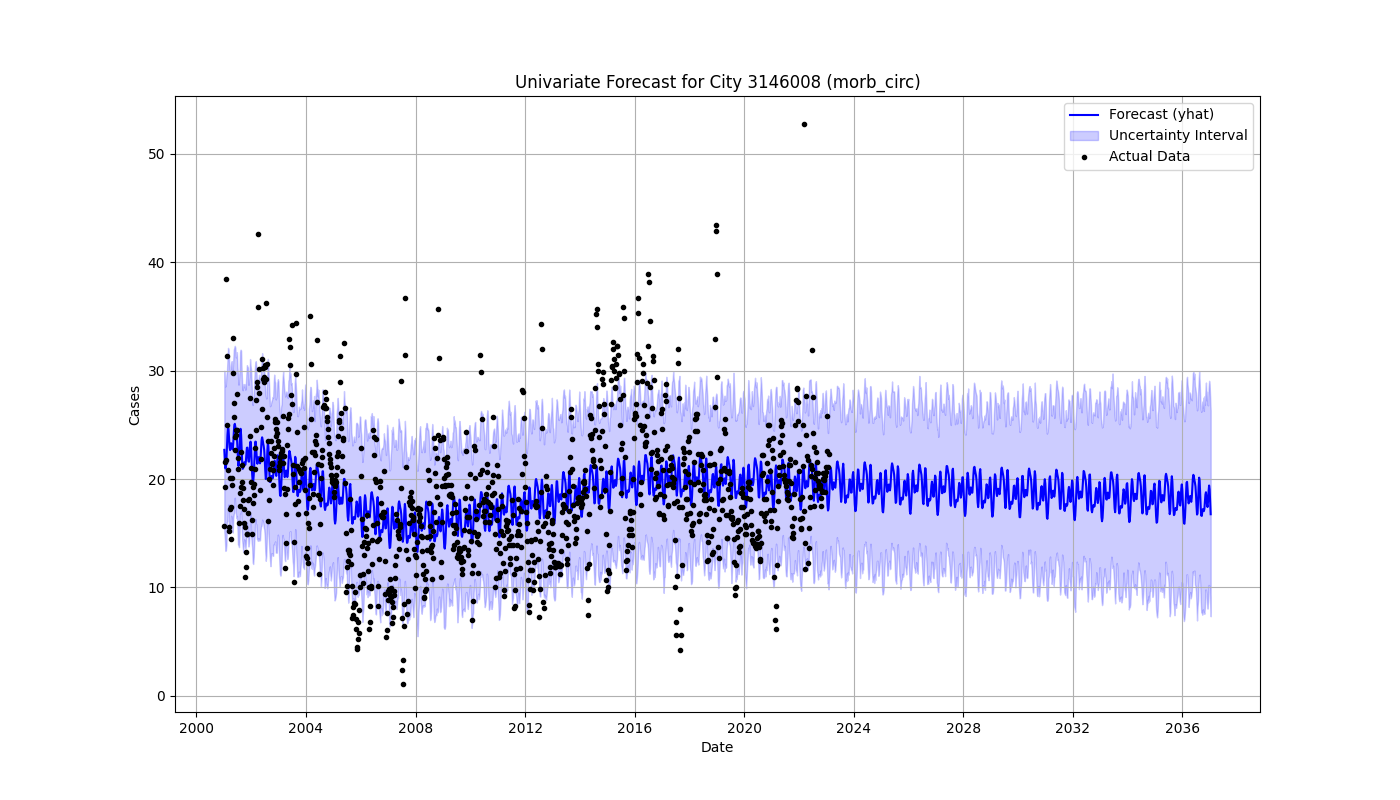 Univariate Forecast for City 3146008 (morb_circ)
Forecast (yhat)
Uncertainty Interval
Actual Data
Cases
50
40
30
20
10
0
2000 2004 2008 2012 2016 2020 2024 2028 2032 2036
Date